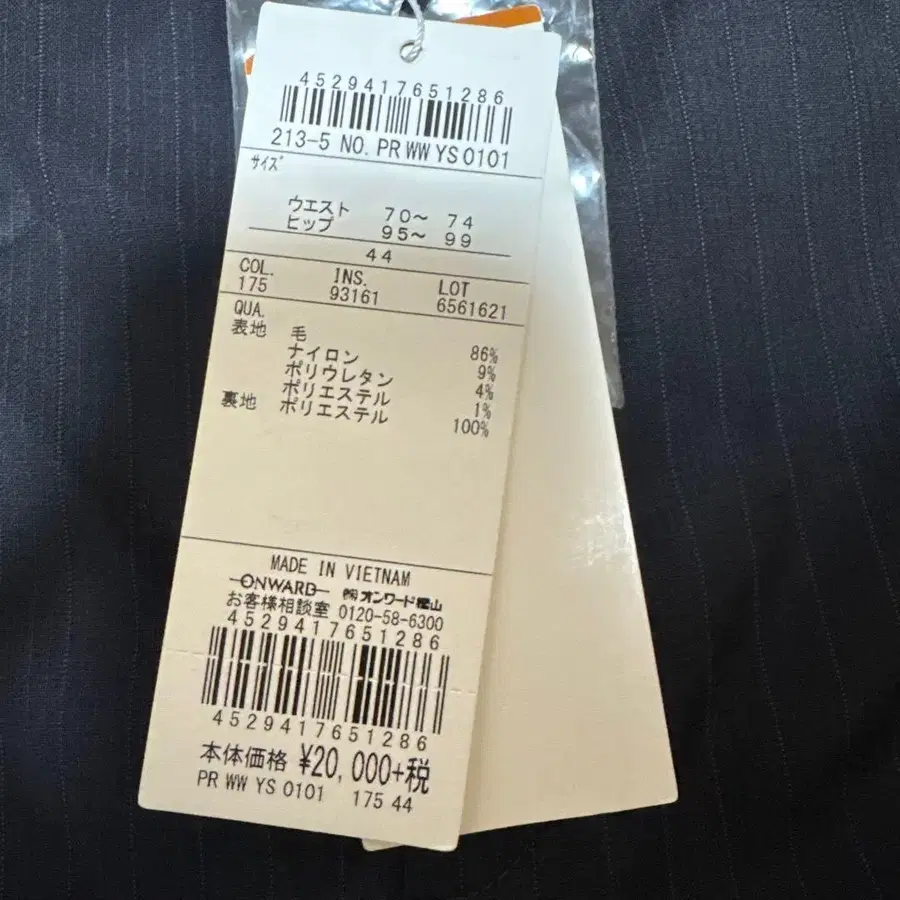 4529417651286
213-5 NO. PR WW YS 0101
サイズ
ウエスト 70～ 74
ヒップ 95～ 99
44
COL. INS. LOT
175 93161 6561621
QUA.
表地 毛 86%
ナイロン 9%
ポリウレタン 4%
ポリエステル 1%
裏地 ポリエステル 100%
MADE IN VIETNAM
ONWARD ㈱オンワード樫山
お客様相談室 0120-58-6300
4529417651286
4529417651286
本体価格 ¥20,000+税
PR WW YS 0101 175 44